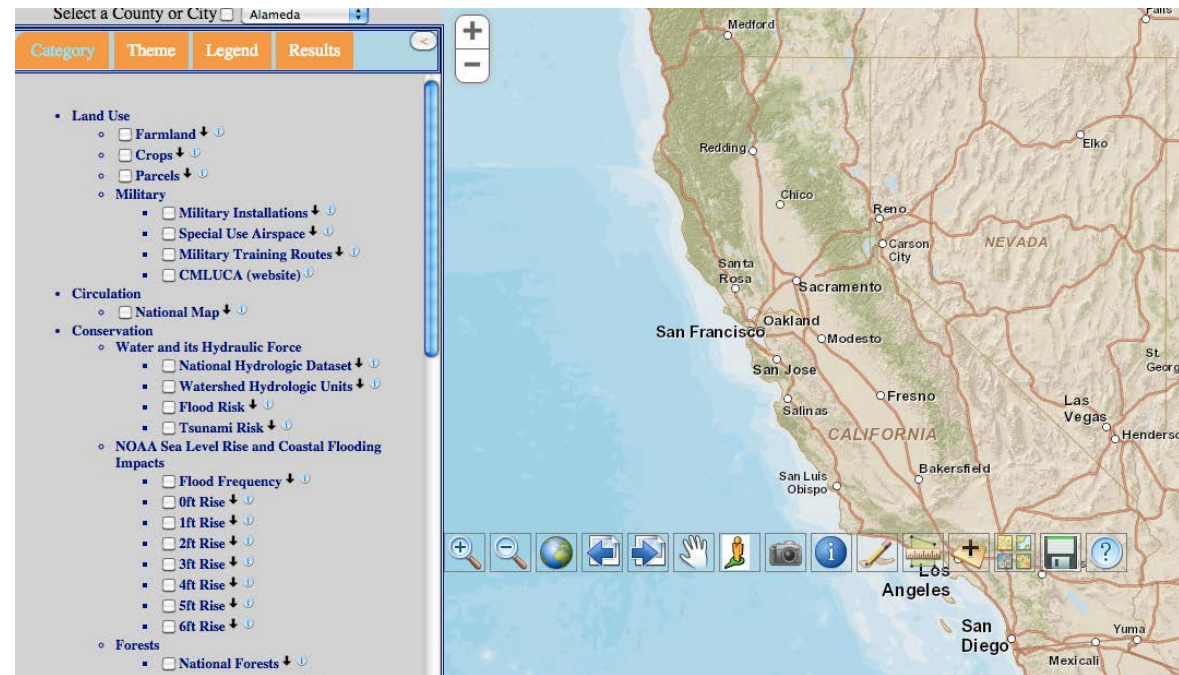 Select a County or City Alameda
Category Theme Legend Results <
Land Use
Farmland
Crops
Parcels
Military
Military Installations
Special Use Airspace
Military Training Routes
CMLUCA (website)
Circulation
National Map
Conservation
Water and its Hydraulic Force
National Hydrologic Dataset
Watershed Hydrologic Units
Flood Risk
Tsunami Risk
NOAA Sea Level Rise and Coastal Flooding
Impacts
Flood Frequency
0ft Rise
1ft Rise
2ft Rise
3ft Rise
4ft Rise
5ft Rise
6ft Rise
Forests
National Forests
+
−
Medford
Falls
Redding
Elko
Chico
Reno
Carson
City
NEVADA
Santa
Rosa
Sacramento
Oakland
San Francisco
Modesto
San Jose
St.
Georg
Fresno
Salinas
Las
Vegas
Henderso
CALIFORNIA
Bakersfield
San Luis
Obispo
Los
Angeles
San
Diego
Yuma
Mexicali